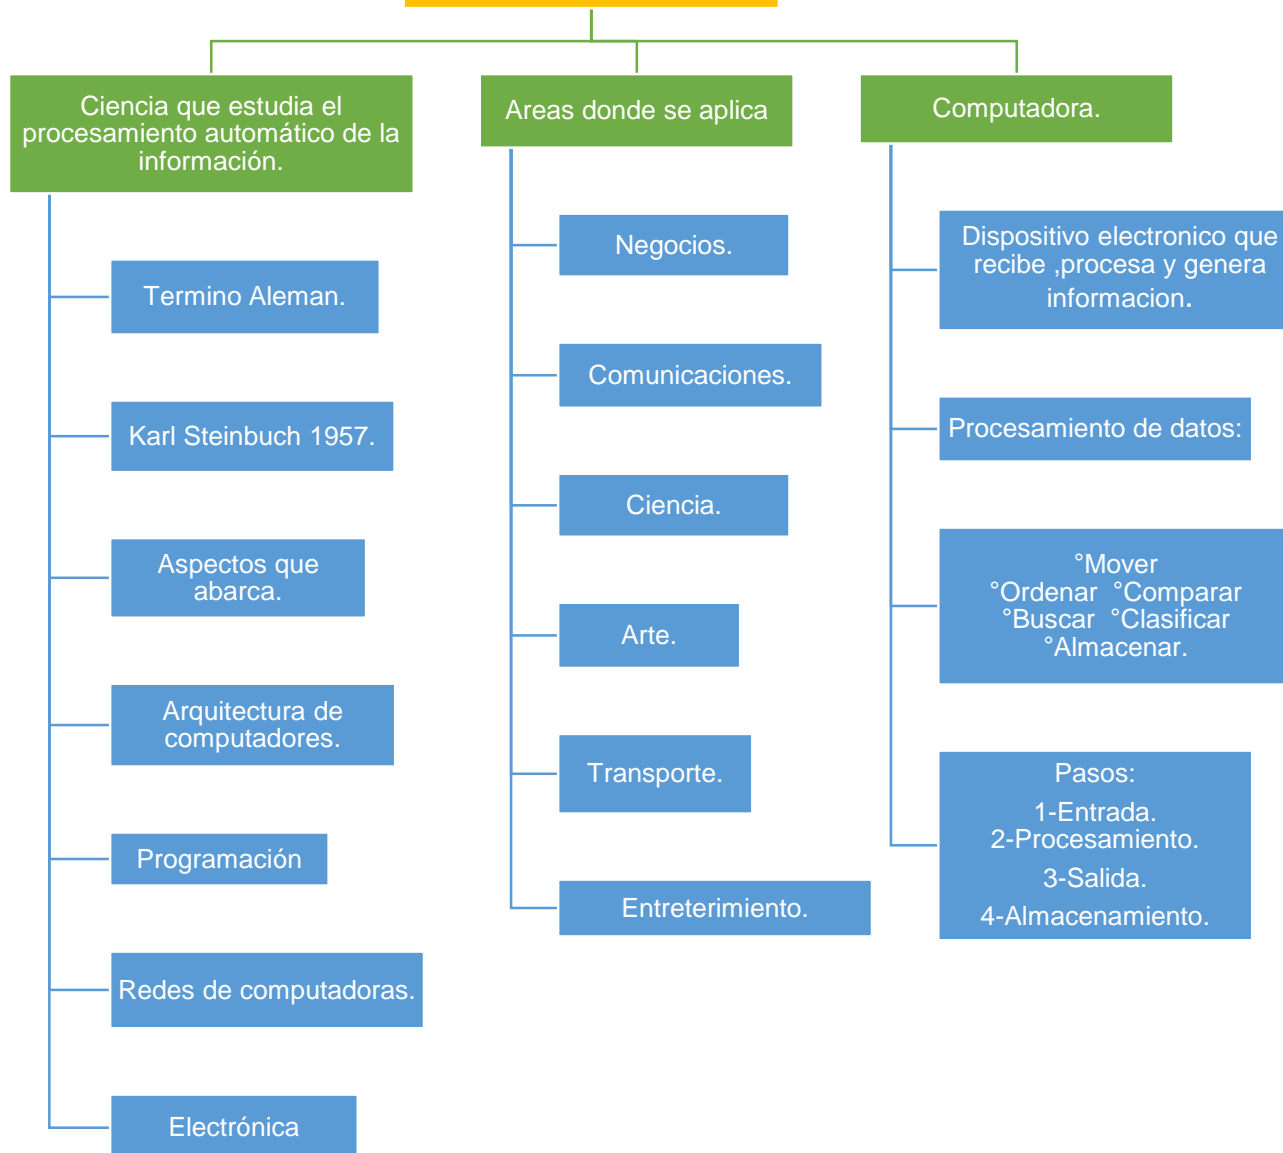 Ciencia que estudia el
procesamiento automático de la
información.
Termino Aleman.
Karl Steinbuch 1957.
Aspectos que
abarca.
Arquitectura de
computadores.
Programación
Redes de computadoras.
Electrónica
Areas donde se aplica
Negocios.
Comunicaciones.
Ciencia.
Arte.
Transporte.
Entreterimiento.
Computadora.
Dispositivo electronico que
recibe ,procesa y genera
informacion.
Procesamiento de datos:
°Mover
°Ordenar °Comparar
°Buscar °Clasificar
°Almacenar.
Pasos:
1-Entrada.
2-Procesamiento.
3-Salida.
4-Almacenamiento.